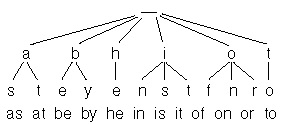 a b h i o t
s t e y e n s t f n r o
as at be by he in is it of on or to